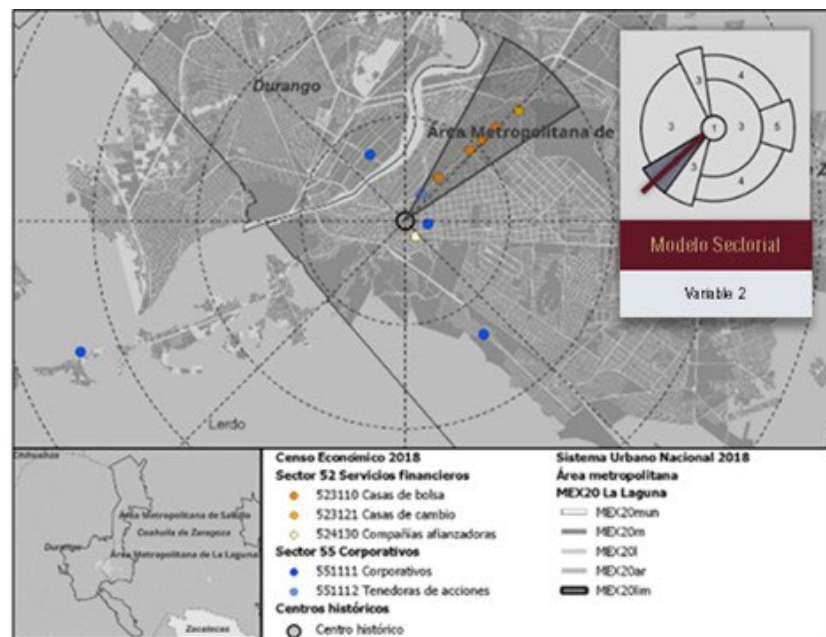 Durango
Área Metropolitana de
Lerdo
3
4
3
1
3
5
3
4
Modelo Sectorial
Variable 2
Chihuahua
Área Metropolitana de Saltillo
Coahuila de Zaragoza
Durango
Área Metropolitana de La Laguna
Zacatecas
Censo Económico 2018
Sector 52 Servicios financieros
523110 Casas de bolsa
523121 Casas de cambio
524130 Compañías afianzadoras
Sector 55 Corporativos
551111 Corporativos
551112 Tenedoras de acciones
Centros históricos
Centro histórico
Sistema Urbano Nacional 2018
Área metropolitana
MEX20 La Laguna
MEX20mun
MEX20m
MEX20l
MEX20ar
MEX20lim